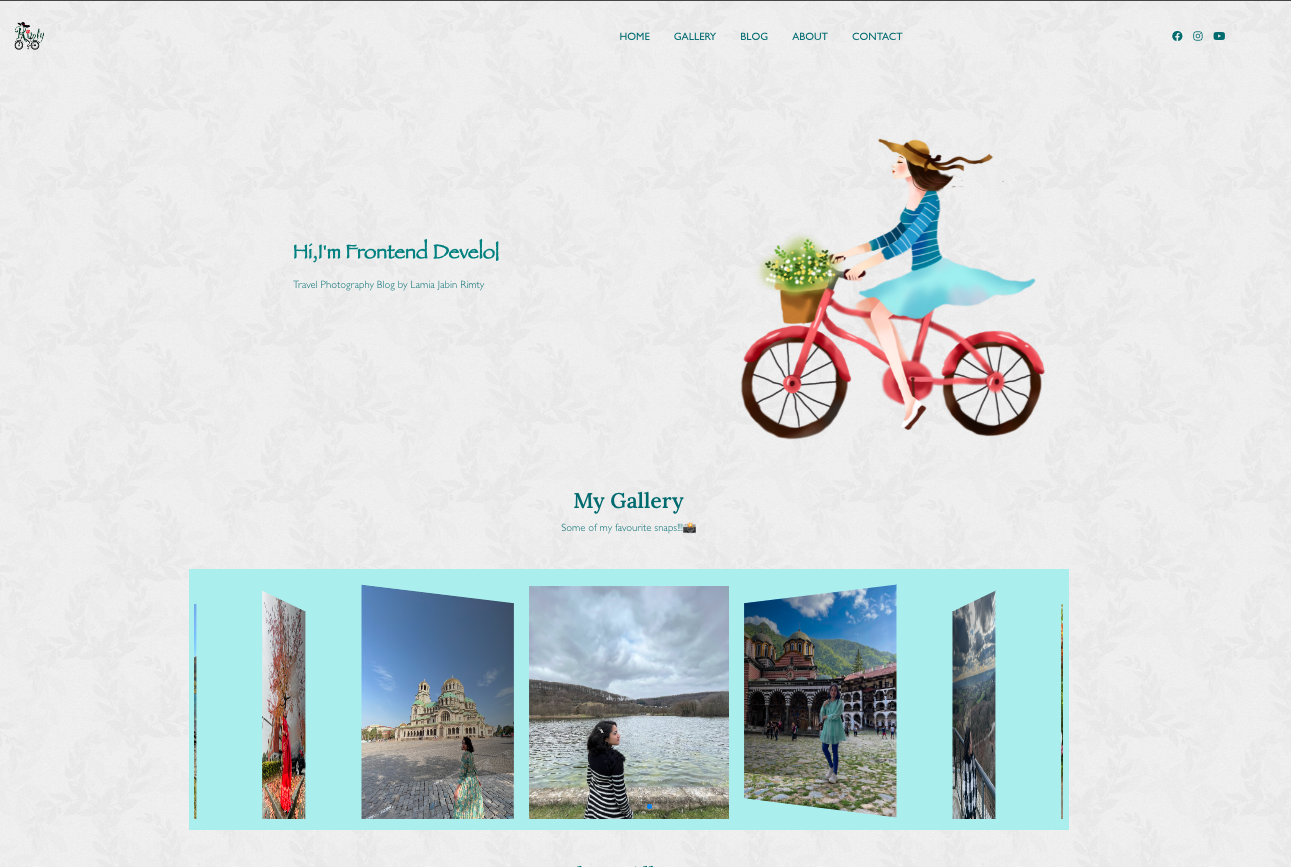 Rimty
HOME GALLERY BLOG ABOUT CONTACT
Hi,I'm Frontend Develo
Travel Photography Blog by Lamia Jabin Rimty
My Gallery
Some of my favourite snaps!!!📸